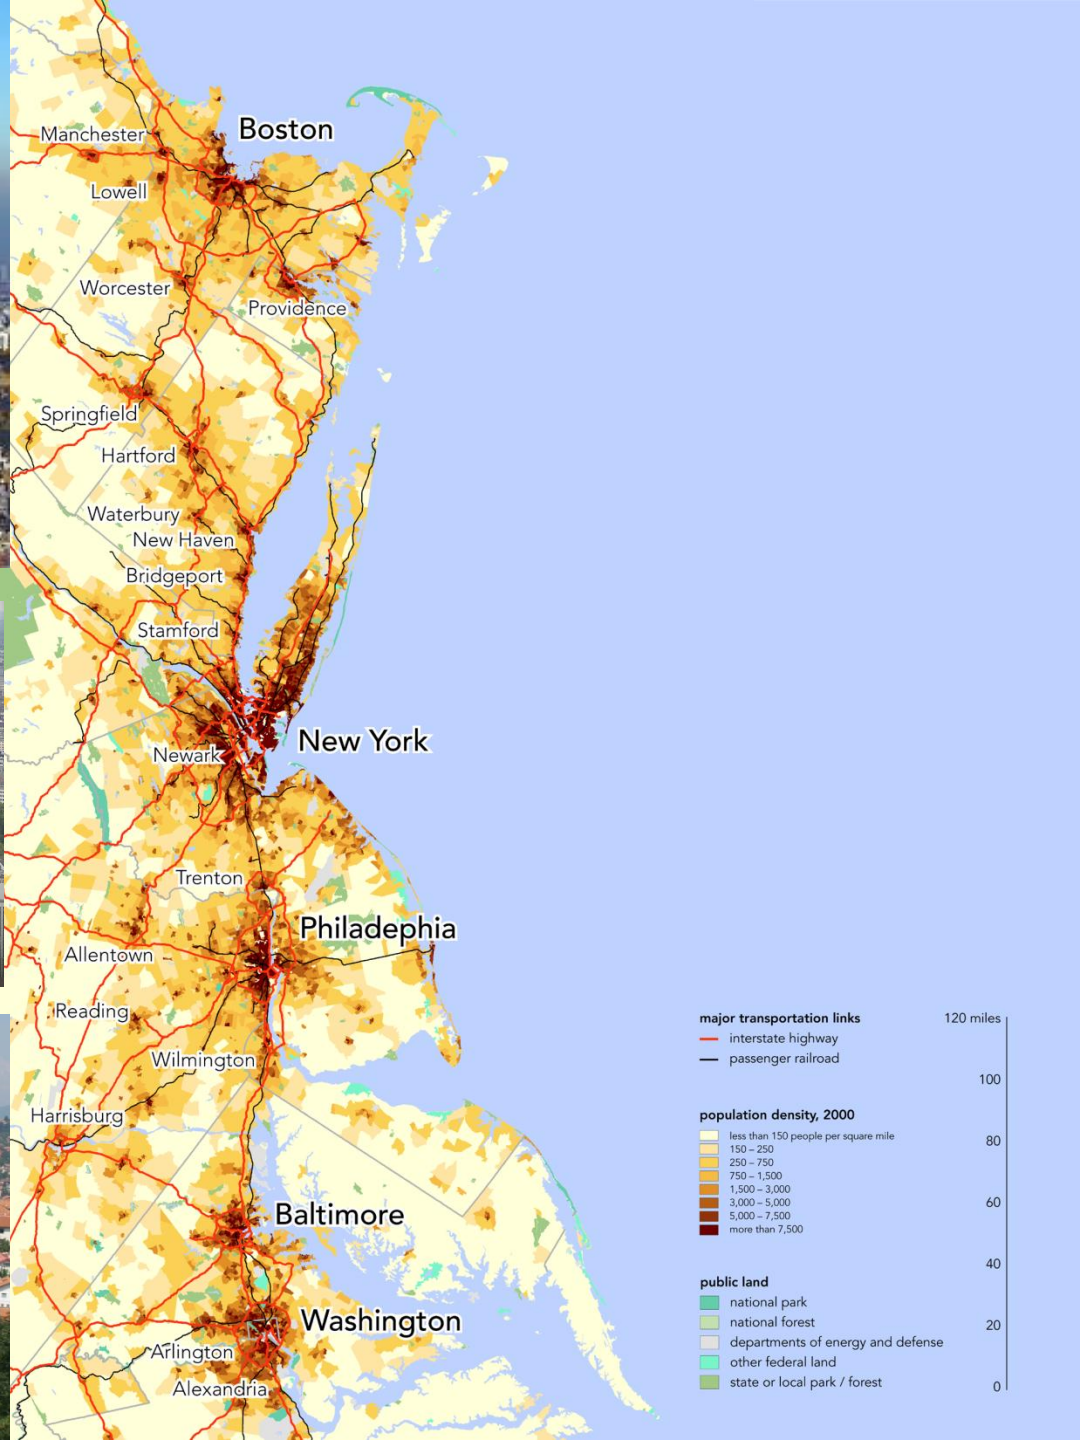 Boston
Manchester
Lowell
Worcester
Providence
Springfield
Hartford
Waterbury
New Haven
Bridgeport
Stamford
New York
Newark
Trenton
Philadephia
Allentown
Reading
Wilmington
Harrisburg
Baltimore
Washington
Arlington
Alexandria
major transportation links
interstate highway
passenger railroad
population density, 2000
less than 150 people per square mile
150 – 250
250 – 750
750 – 1,500
1,500 – 3,000
3,000 – 5,000
5,000 – 7,500
more than 7,500
public land
national park
national forest
departments of energy and defense
other federal land
state or local park / forest
120 miles
100
80
60
40
20
0